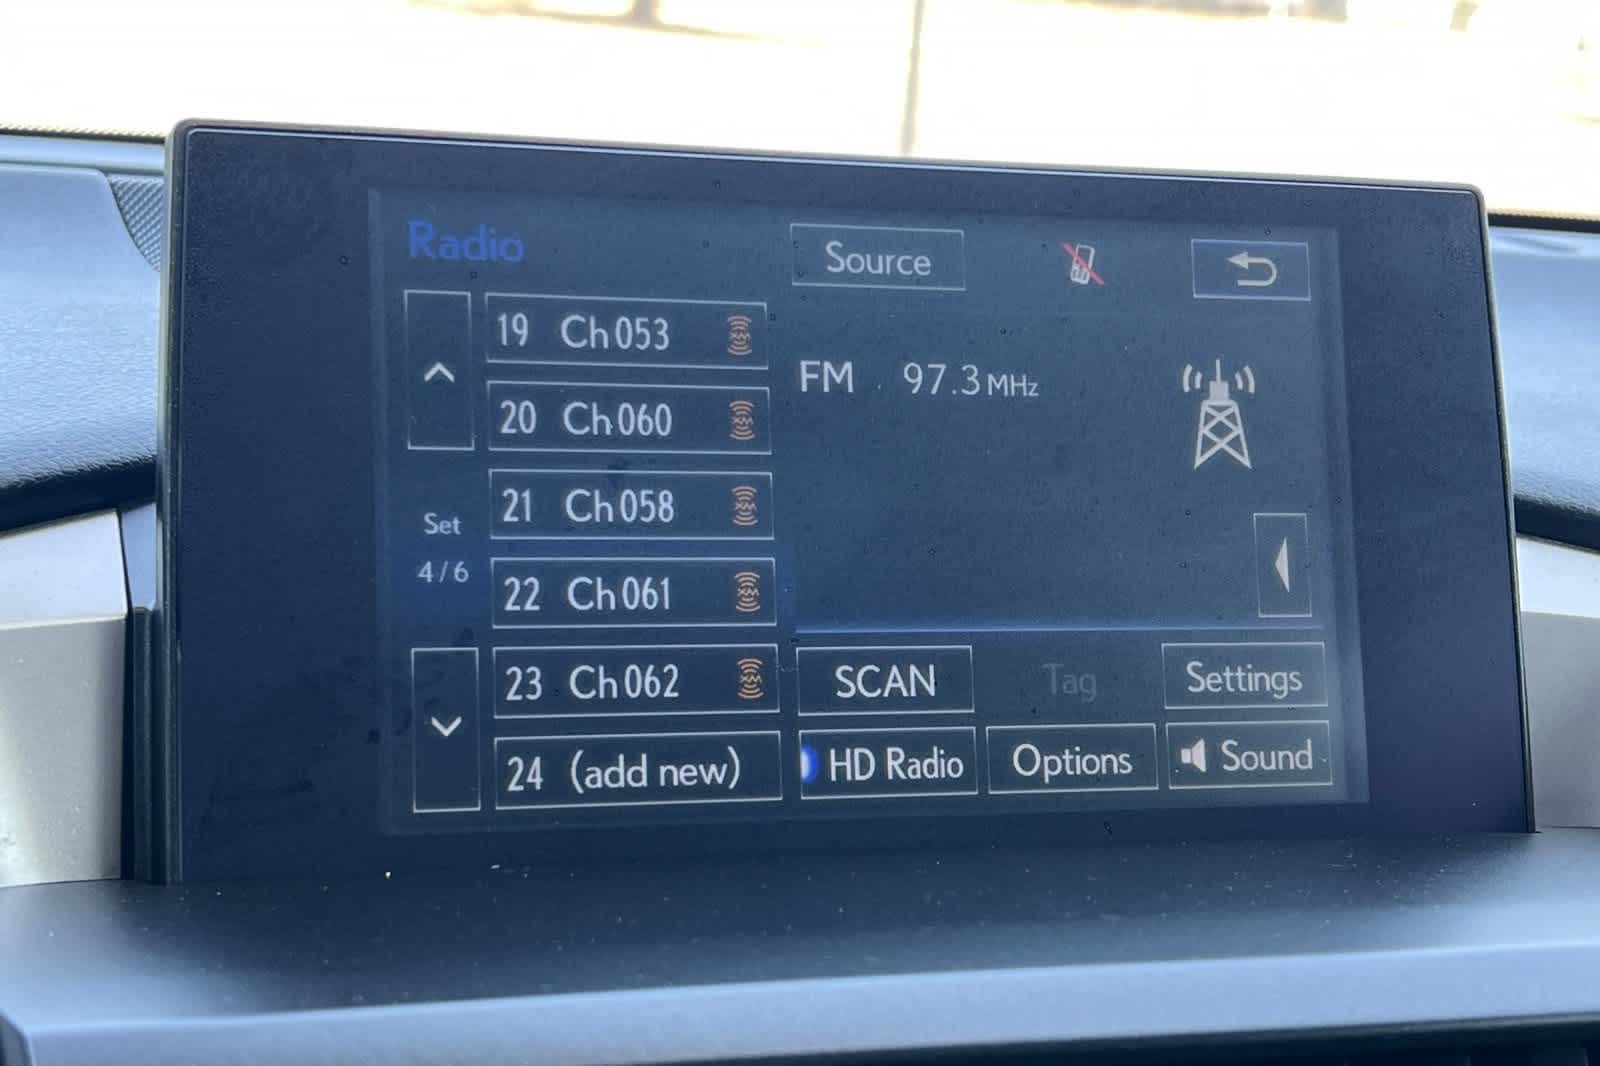 Radio
Source
19 Ch053
20 Ch060
21 Ch058
22 Ch061
23 Ch062
24 (add new)
Set
4/6
FM 97.3 MHz
SCAN
Tag
Settings
HD Radio
Options
Sound